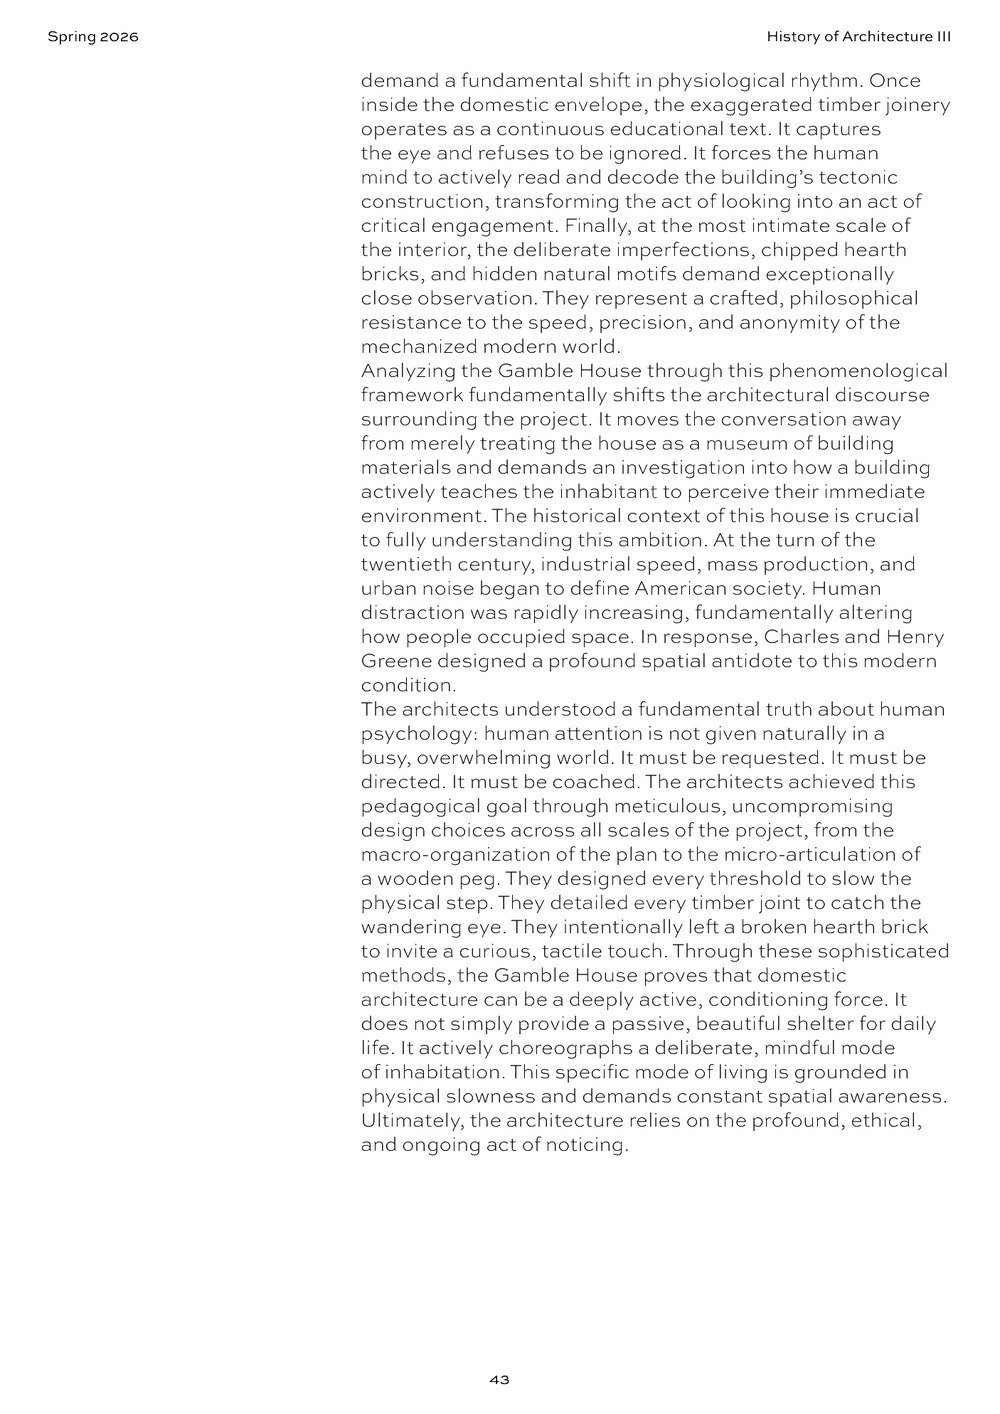 Spring 2026
History of Architecture III
demand a fundamental shift in physiological rhythm. Once
inside the domestic envelope, the exaggerated timber joinery
operates as a continuous educational text. It captures
the eye and refuses to be ignored. It forces the human
mind to actively read and decode the building’s tectonic
construction, transforming the act of looking into an act of
critical engagement. Finally, at the most intimate scale of
the interior, the deliberate imperfections, chipped hearth
bricks, and hidden natural motifs demand exceptionally
close observation. They represent a crafted, philosophical
resistance to the speed, precision, and anonymity of the
mechanized modern world.
Analyzing the Gamble House through this phenomenological
framework fundamentally shifts the architectural discourse
surrounding the project. It moves the conversation away
from merely treating the house as a museum of building
materials and demands an investigation into how a building
actively teaches the inhabitant to perceive their immediate
environment. The historical context of this house is crucial
to fully understanding this ambition. At the turn of the
twentieth century, industrial speed, mass production, and
urban noise began to define American society. Human
distraction was rapidly increasing, fundamentally altering
how people occupied space. In response, Charles and Henry
Greene designed a profound spatial antidote to this modern
condition.
The architects understood a fundamental truth about human
psychology: human attention is not given naturally in a
busy, overwhelming world. It must be requested. It must be
directed. It must be coached. The architects achieved this
pedagogical goal through meticulous, uncompromising
design choices across all scales of the project, from the
macro-organization of the plan to the micro-articulation of
a wooden peg. They designed every threshold to slow the
physical step. They detailed every timber joint to catch the
wandering eye. They intentionally left a broken hearth brick
to invite a curious, tactile touch. Through these sophisticated
methods, the Gamble House proves that domestic
architecture can be a deeply active, conditioning force. It
does not simply provide a passive, beautiful shelter for daily
life. It actively choreographs a deliberate, mindful mode
of inhabitation. This specific mode of living is grounded in
physical slowness and demands constant spatial awareness.
Ultimately, the architecture relies on the profound, ethical,
and ongoing act of noticing.
43